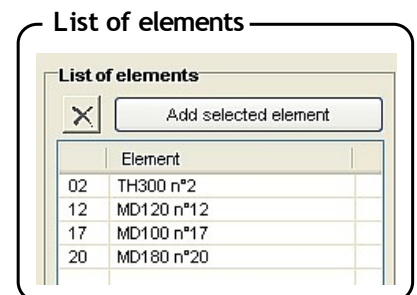 List of elements
List of elements
Add selected element
Element
02 TH300 n°2
12 MD120 n°12
17 MD100 n°17
20 MD180 n°20